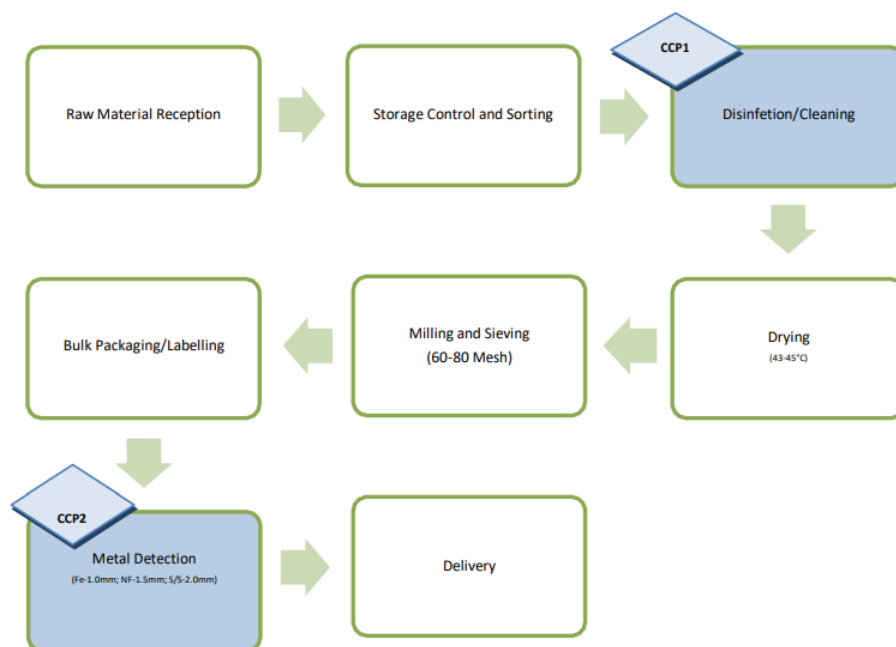 Raw Material Reception
Storage Control and Sorting
CCP1
Disinfetion/Cleaning
Drying
(43-45°C)
Milling and Sieving
(60-80 Mesh)
Bulk Packaging/Labelling
CCP2
Metal Detection
(Fe-1.0mm; NF-1.5mm; S/S-2.0mm)
Delivery